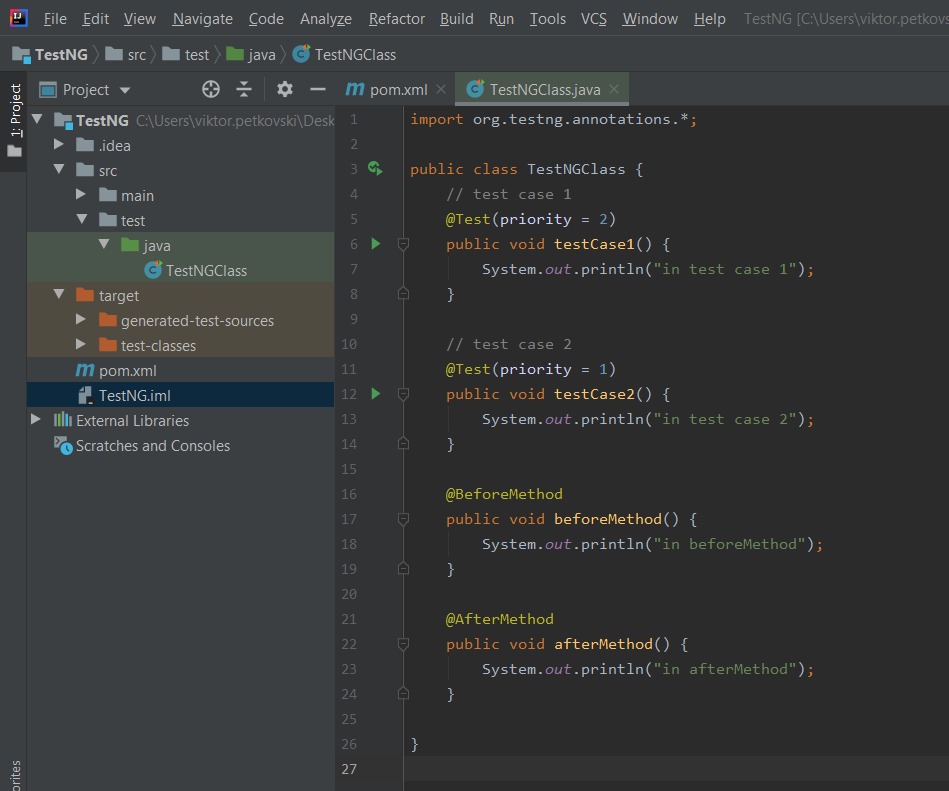 File Edit View Navigate Code Analyze Refactor Build Run Tools VCS Window Help TestNG [C:\Users\viktor.petkovs
TestNG src test java TestNGClass
1: Project
Project
pom.xml
TestNGClass.java
TestNG C:\Users\viktor.petkovski\Desk
.idea
src
main
test
java
TestNGClass
target
generated-test-sources
test-classes
pom.xml
TestNG.iml
External Libraries
Scratches and Consoles
orites
1 import org.testng.annotations.*;
2
3 public class TestNGClass {
4 // test case 1
5 @Test(priority = 2)
6 public void testCase1() {
7 System.out.println("in test case 1");
8 }
9
10 // test case 2
11 @Test(priority = 1)
12 public void testCase2() {
13 System.out.println("in test case 2");
14 }
15
16 @BeforeMethod
17 public void beforeMethod() {
18 System.out.println("in beforeMethod");
19 }
20
21 @AfterMethod
22 public void afterMethod() {
23 System.out.println("in afterMethod");
24 }
25
26 }
27